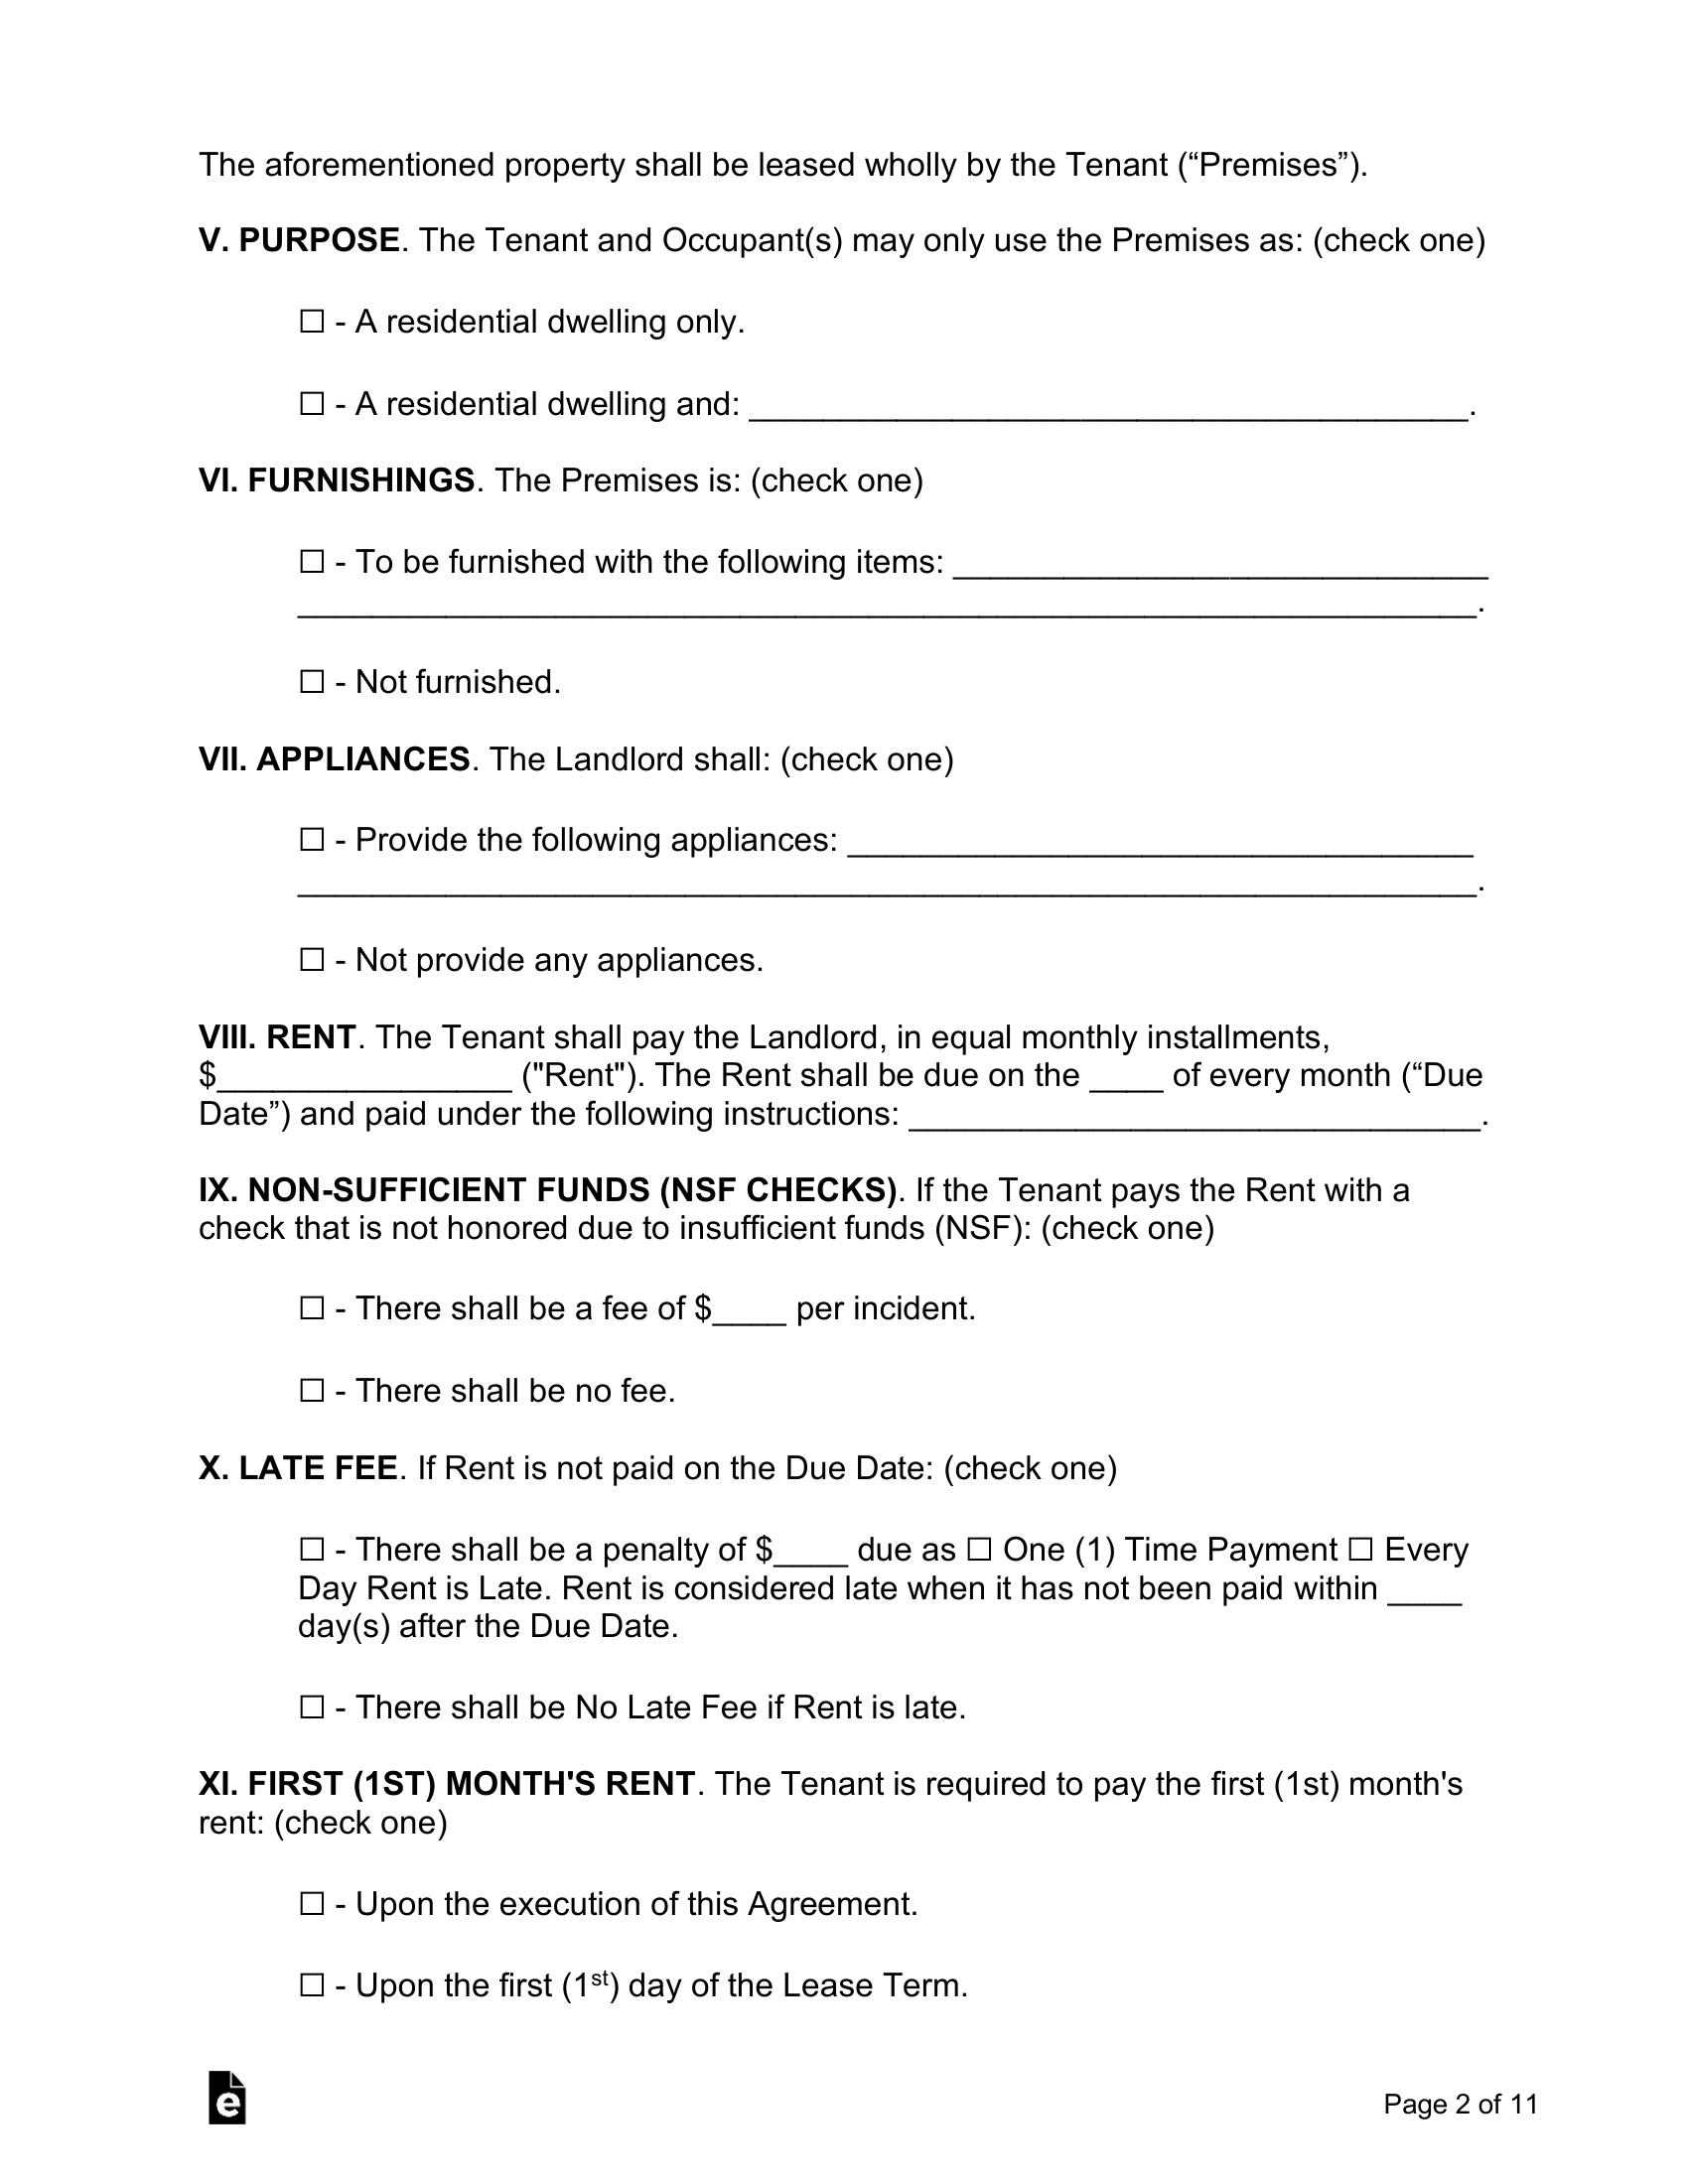 The aforementioned property shall be leased wholly by the Tenant (“Premises”).
V. PURPOSE. The Tenant and Occupant(s) may only use the Premises as: (check one)
☐ - A residential dwelling only.
☐ - A residential dwelling and: _______________________________________.
VI. FURNISHINGS. The Premises is: (check one)
☐ - To be furnished with the following items: _____________________________
________________________________________________________________.
☐ - Not furnished.
VII. APPLIANCES. The Landlord shall: (check one)
☐ - Provide the following appliances: __________________________________
________________________________________________________________.
☐ - Not provide any appliances.
VIII. RENT. The Tenant shall pay the Landlord, in equal monthly installments,
$________________ ("Rent"). The Rent shall be due on the ____ of every month (“Due
Date”) and paid under the following instructions: _______________________________.
IX. NON-SUFFICIENT FUNDS (NSF CHECKS). If the Tenant pays the Rent with a
check that is not honored due to insufficient funds (NSF): (check one)
☐ - There shall be a fee of $____ per incident.
☐ - There shall be no fee.
X. LATE FEE. If Rent is not paid on the Due Date: (check one)
☐ - There shall be a penalty of $____ due as ☐ One (1) Time Payment ☐ Every
Day Rent is Late. Rent is considered late when it has not been paid within ____
day(s) after the Due Date.
☐ - There shall be No Late Fee if Rent is late.
XI. FIRST (1ST) MONTH'S RENT. The Tenant is required to pay the first (1st) month's
rent: (check one)
☐ - Upon the execution of this Agreement.
☐ - Upon the first (1st) day of the Lease Term.
e
Page 2 of 11